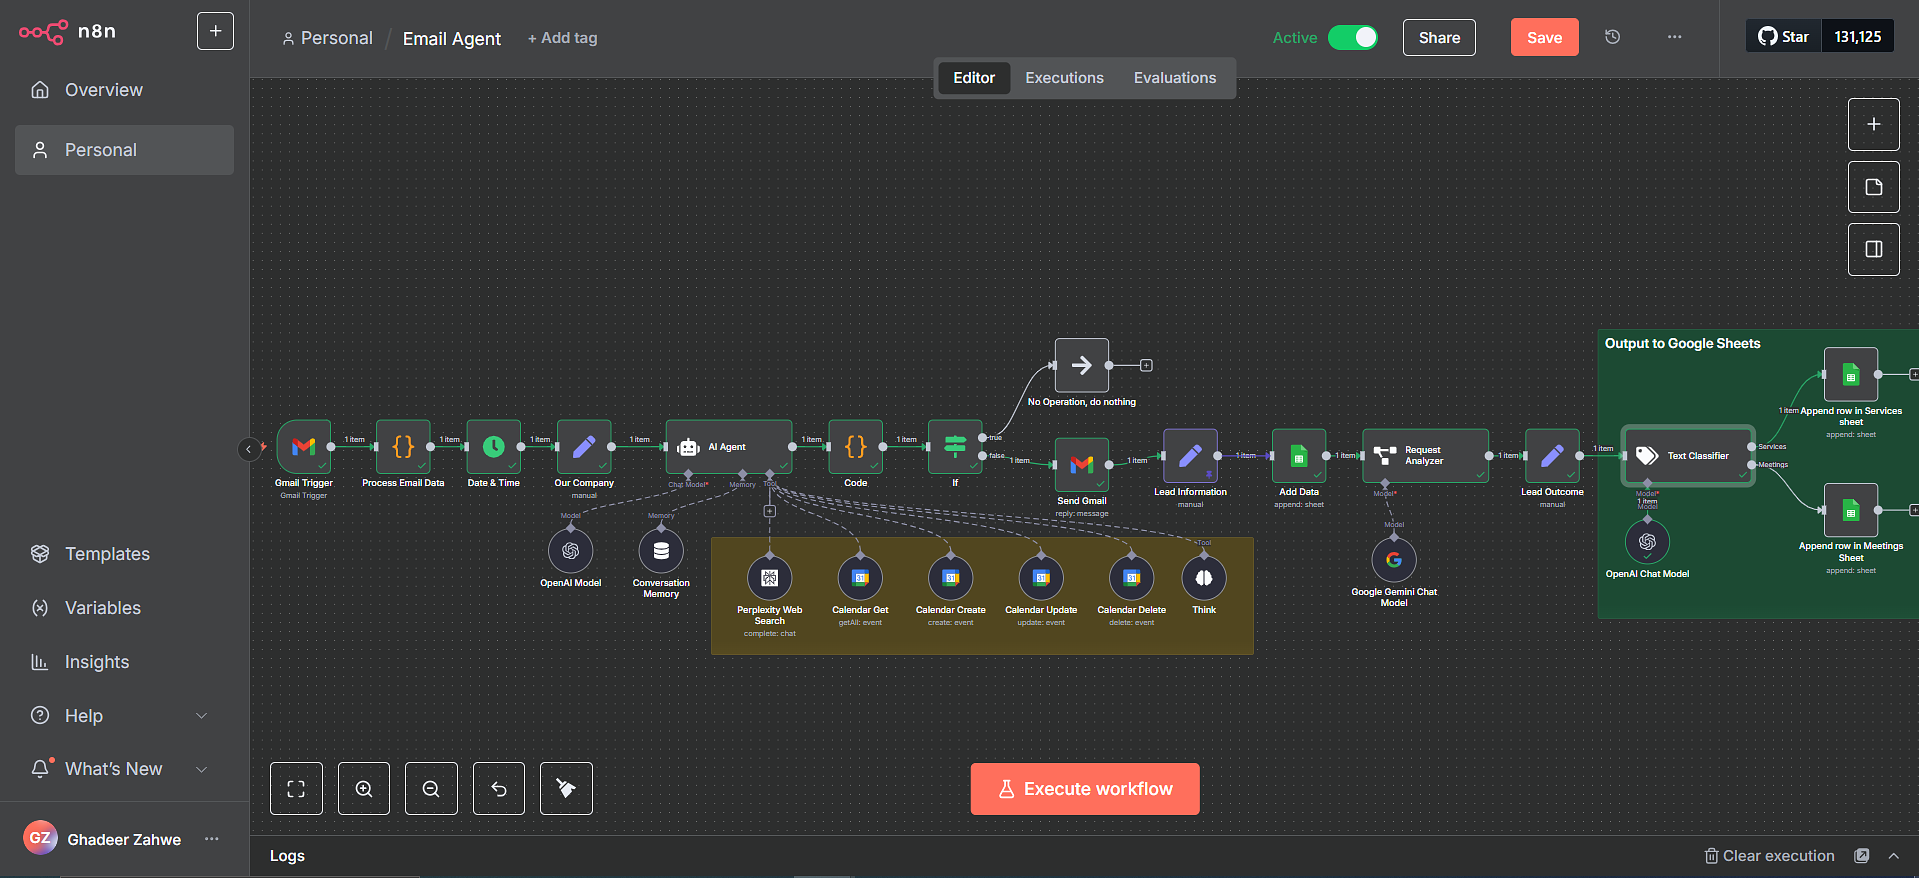 n8n
+
Personal / Email Agent + Add tag
Active
Share
Save
Star 131,125
Editor Executions Evaluations
Overview
Personal
Templates
Variables
Insights
Help
What's New
GZ Ghadeer Zahwe
Gmail Trigger
Gmail Trigger
1 item
Process Email Data
1 item
Date & Time
1 item
Our Company
manual
1 item
AI Agent
Chat Model*
Memory
Tool
1 item
Code
1 item
If
true
false
1 item
No Operation, do nothing
Send Gmail
reply: message
1 item
Lead Information
manual
1 item
Add Data
append: sheet
1 item
Request
Analyzer
Model*
1 item
Lead Outcome
manual
1 item
Output to Google Sheets
Text Classifier
Services
Meetings
Model*
1 item
Model
OpenAI Chat Model
1 item
Append row in Services
sheet
append: sheet
Append row in Meetings
Sheet
append: sheet
Model
OpenAI Model
Memory
Conversation
Memory
Perplexity Web
Search
complete: chat
31
Calendar Get
getAll: event
31
Calendar Create
create: event
31
Calendar Update
update: event
31
Calendar Delete
delete: event
Tool
Think
Model
Google Gemini Chat
Model
Execute workflow
Logs
Clear execution